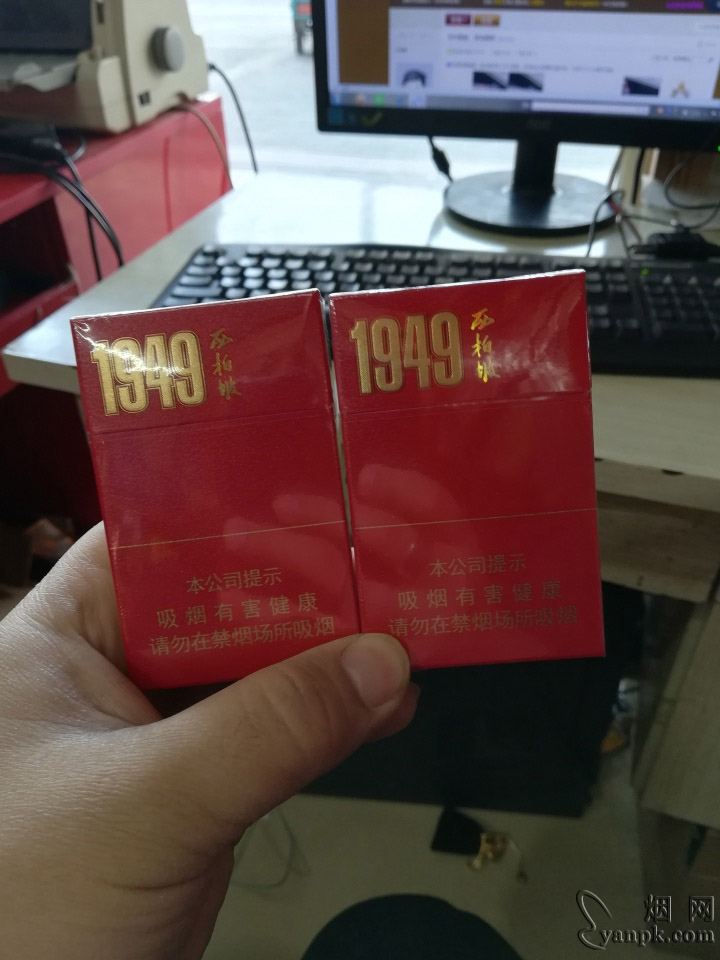 1949
西柏坡
1949
西柏坡
本公司提示
吸烟有害健康
请勿在禁烟场所吸烟
本公司提示
吸烟有害健康
请勿在禁烟场所吸烟
烟网
yanpk.com